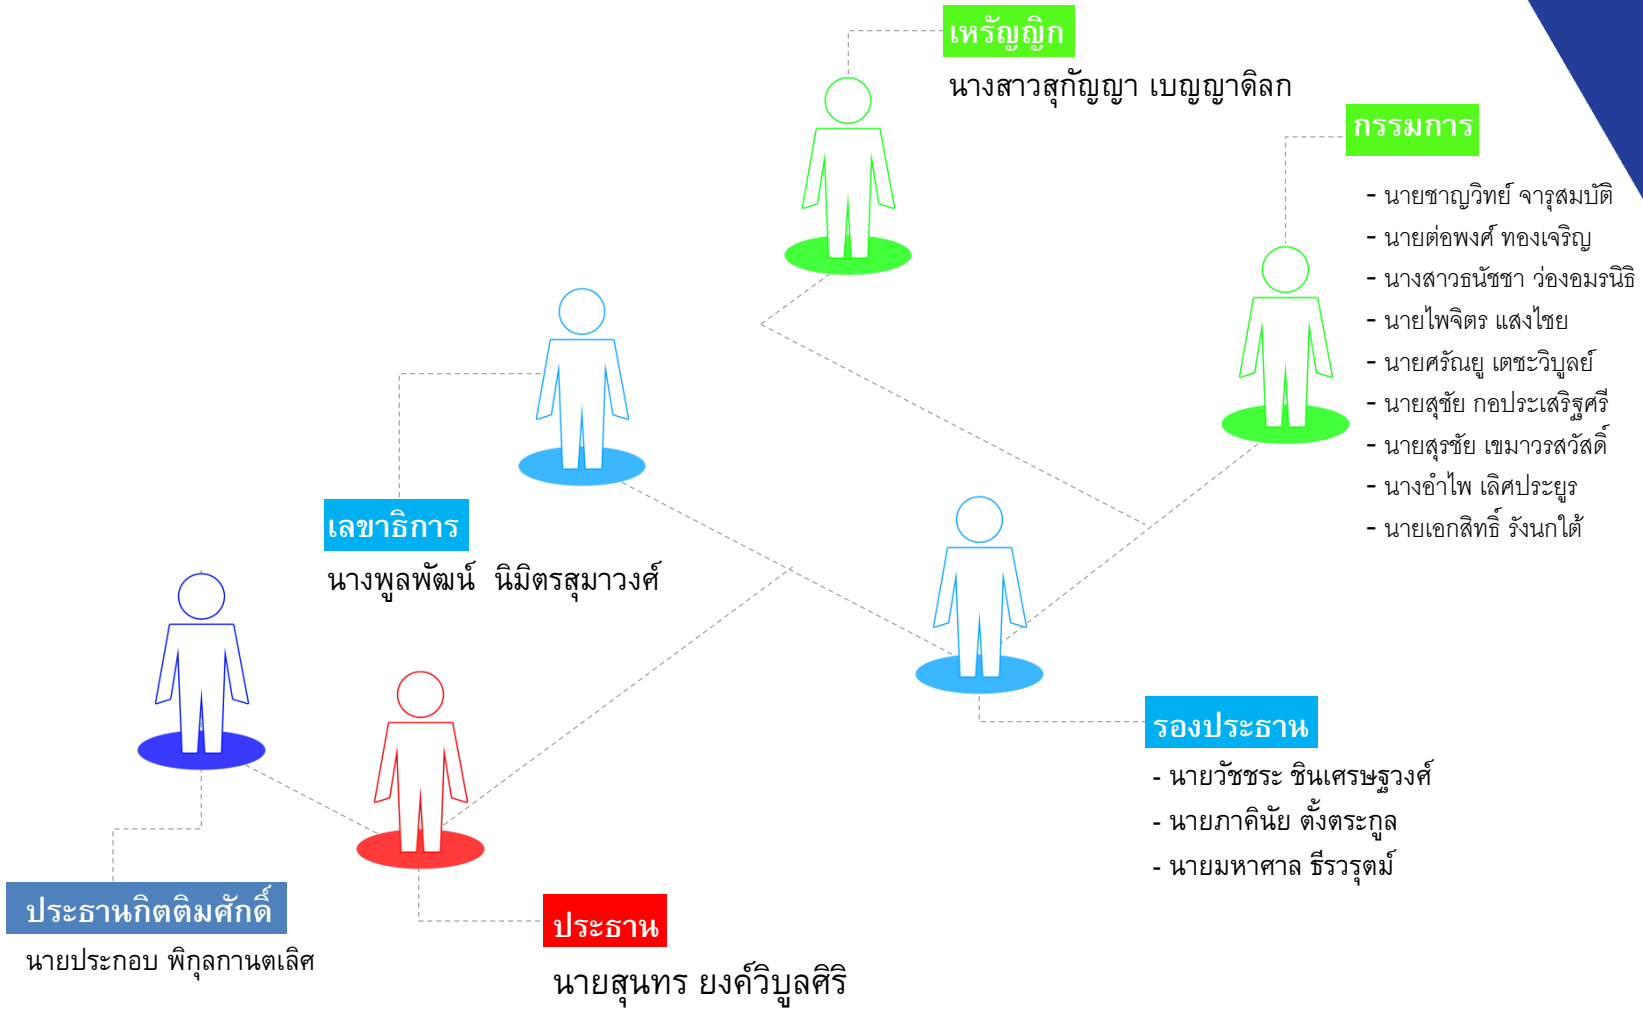 เหรัญญิก
นางสาวสุกัญญา เบญญาดิลก
กรรมการ
- นายชาญวิทย์ จารุสมบัติ
- นายต่อพงศ์ ทองเจริญ
- นางสาวธนัชชา ว่องอมรนิธิ
- นายไพจิตร แสงไชย
- นายศรัณยู เตชะวิบูลย์
- นายสุชัย กอประเสริฐศรี
- นายสุรชัย เขมาวรสวัสดิ์
- นางอำไพ เลิศประยูร
- นายเอกสิทธิ์ รังนกใต้
เลขาธิการ
นางพูลพัฒน์ นิมิตรสุมาวงศ์
รองประธาน
- นายวัชชระ ชินเศรษฐวงศ์
- นายภาคินัย ตั้งตระกูล
- นายมหาศาล ธีรวรุตม์
ประธานกิตติมศักดิ์
นายประกอบ พิกุลกานตเลิศ
ประธาน
นายสุนทร ยงค์วิบูลศิริ